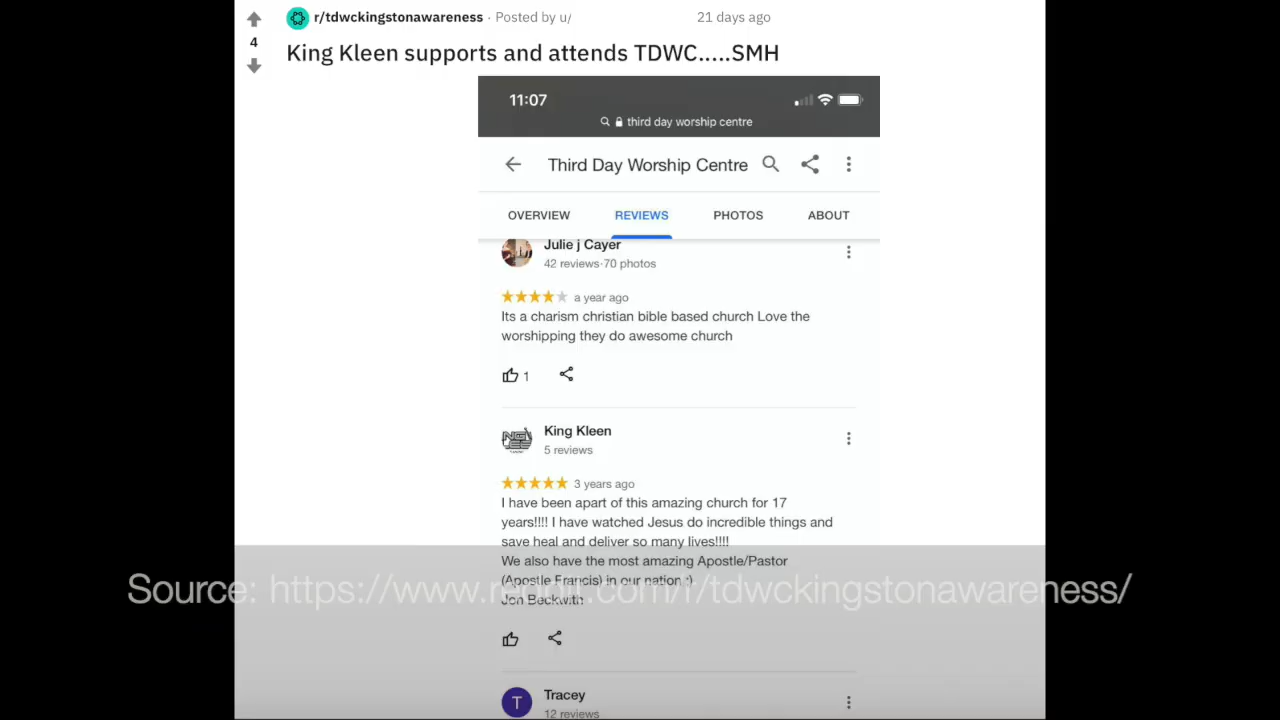 r/tdwckingstonawareness · Posted by u/ 21 days ago
4
King Kleen supports and attends TDWC.....SMH
11:07
third day worship centre
Third Day Worship Centre
OVERVIEW REVIEWS PHOTOS ABOUT
Julie j Cayer
42 reviews·70 photos
a year ago
Its a charism christian bible based church Love the
worshipping they do awesome church
1
King Kleen
5 reviews
3 years ago
I have been apart of this amazing church for 17
years!!!! I have watched Jesus do incredible things and
save heal and deliver so many lives!!!!
We also have the most amazing Apostle/Pastor
(Apostle Francis) in our nation :)
Source: https://www.reddit.com/r/tdwckingstonawareness/
Jon Beckwith
T
Tracey
12 reviews